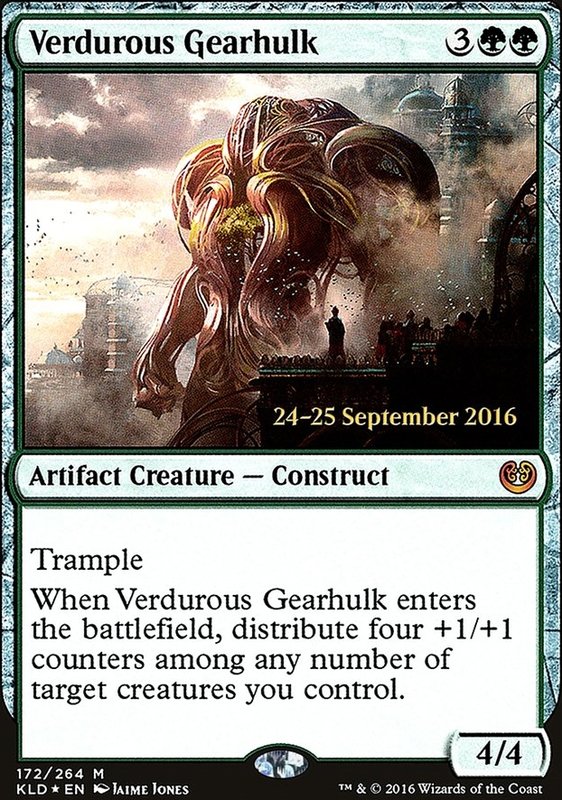 Verdurous Gearhulk 3
24–25 September 2016
Artifact Creature — Construct
Trample
When Verdurous Gearhulk enters
the battlefield, distribute four +1/+1
counters among any number of
target creatures you control.
4/4
172/264 M
KLD★EN Jaime Jones
™ & © 2016 Wizards of the Coast